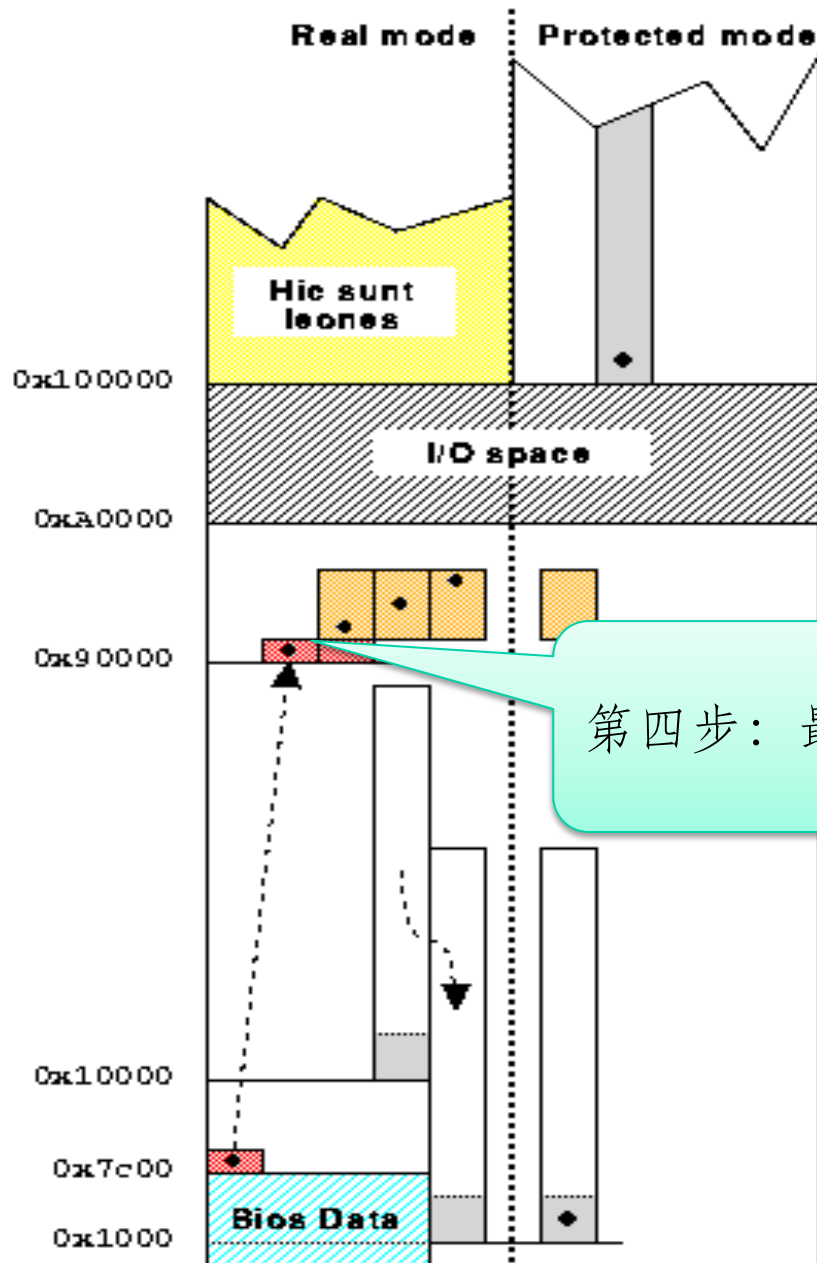 Real mode
Protected mode
Hic sunt
leones
0x100000
I/O space
0xA0000
0x90000
第四步：最
0x10000
0x7c00
Bios Data
0x1000